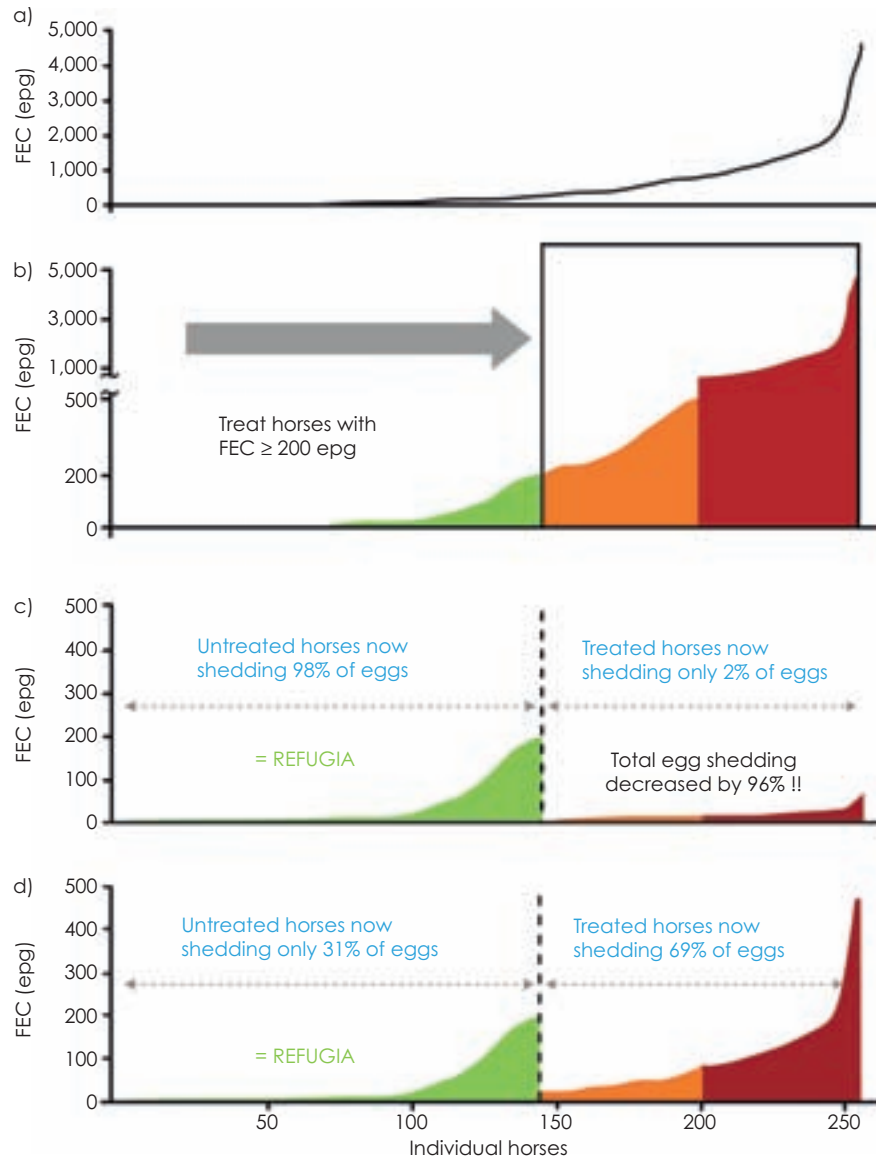 a)
5,000
4,000
3,000
2,000
1,000
0
FEC (epg)
b)
5,000
3,000
1,000
500
200
0
FEC (epg)
Treat horses with
FEC ≥ 200 epg
c)
500
400
300
200
100
0
FEC (epg)
Untreated horses now
shedding 98% of eggs
Treated horses now
shedding only 2% of eggs
= REFUGIA
Total egg shedding
decreased by 96% !!
d)
500
400
300
200
100
0
FEC (epg)
Untreated horses now
shedding only 31% of eggs
Treated horses now
shedding 69% of eggs
= REFUGIA
50 100 150 200 250
Individual horses